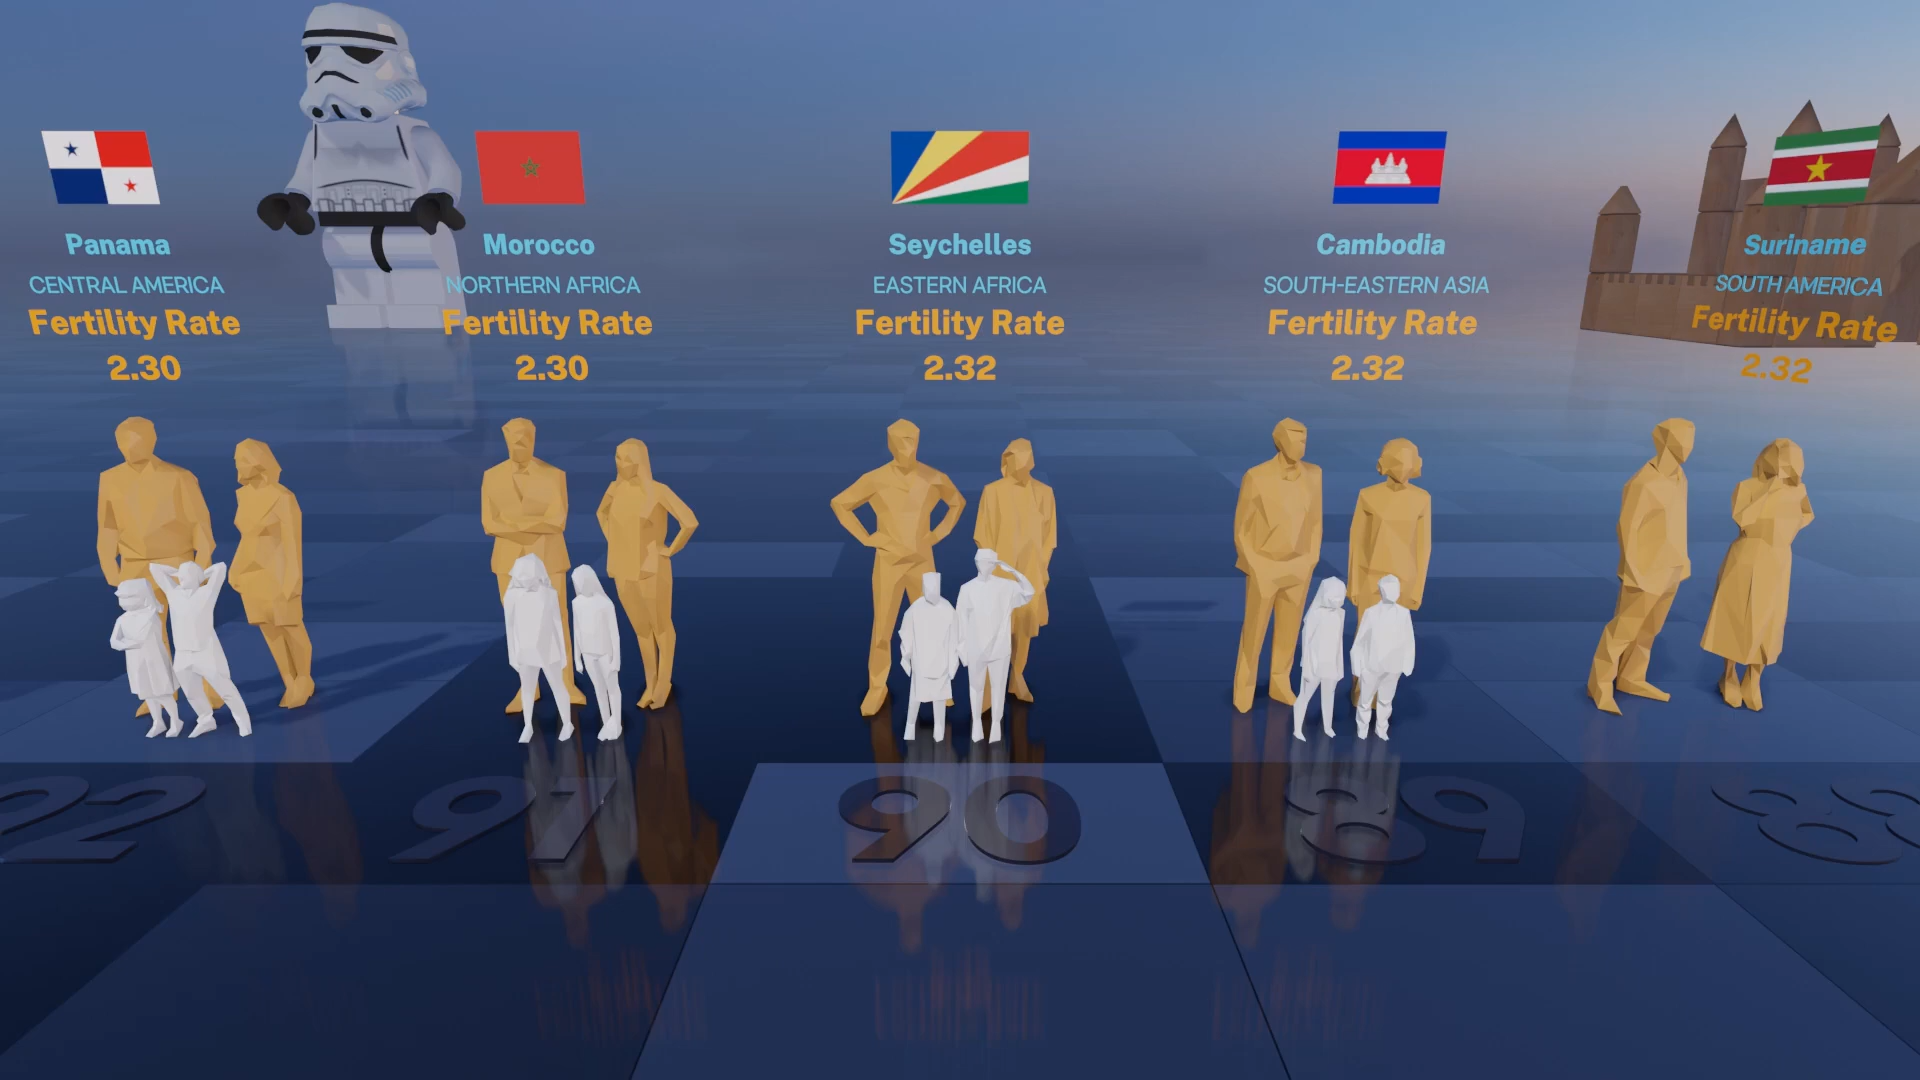 Panama
CENTRAL AMERICA
Fertility Rate
2.30
Morocco
NORTHERN AFRICA
Fertility Rate
2.30
Seychelles
EASTERN AFRICA
Fertility Rate
2.32
Cambodia
SOUTH-EASTERN ASIA
Fertility Rate
2.32
Suriname
SOUTH AMERICA
Fertility Rate
2.32
90
89
88